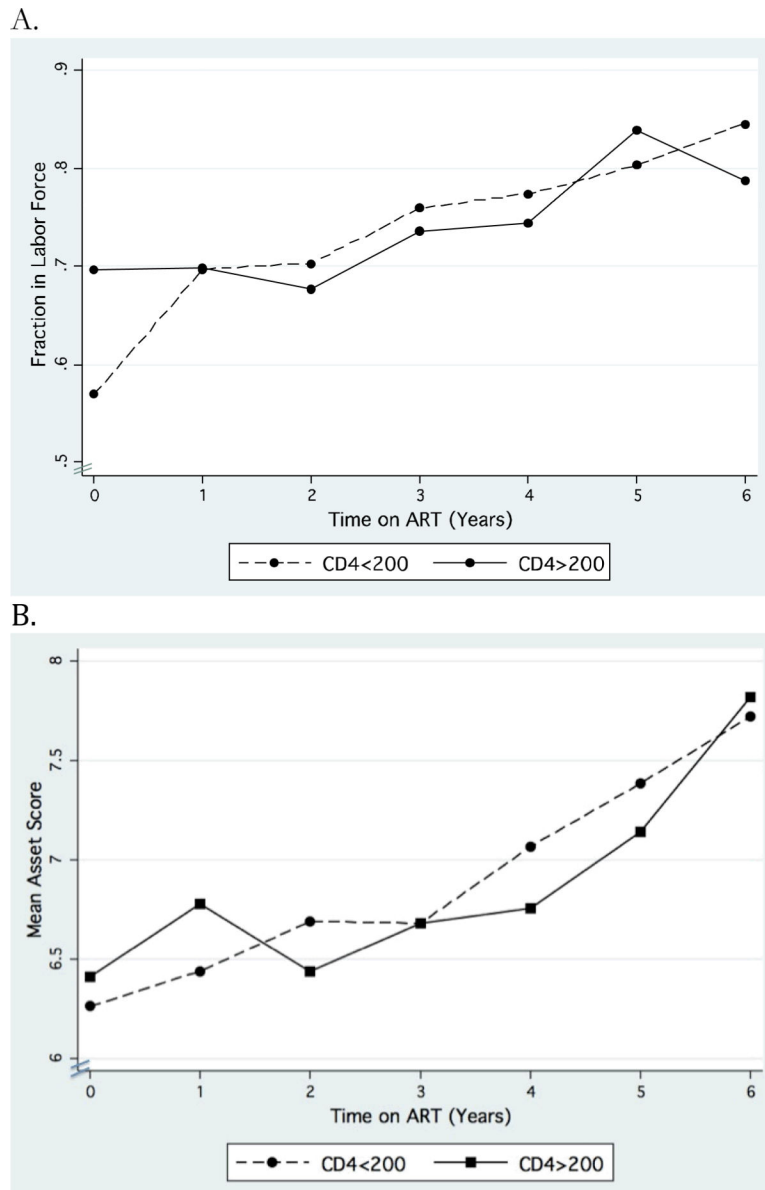 A.
.9
.8
.7
.6
.5
Fraction in Labor Force
0 1 2 3 4 5 6
Time on ART (Years)
CD4<200 CD4>200
B.
8
7.5
7
6.5
6
Mean Asset Score
0 1 2 3 4 5 6
Time on ART (Years)
CD4<200 CD4>200